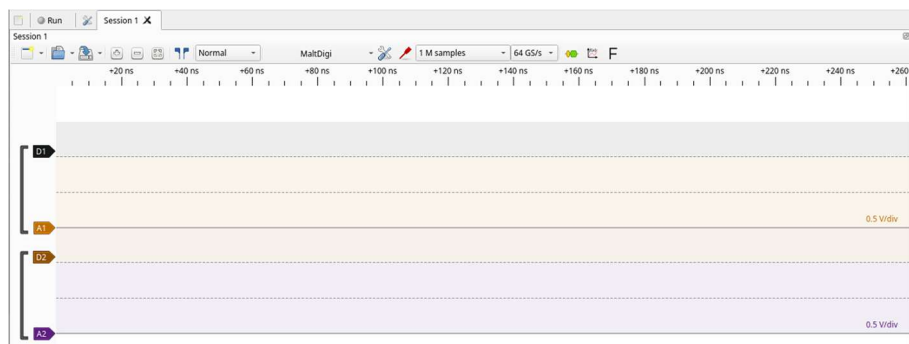 Run
Session 1 X
Session 1
Normal MaltDigi 1 M samples 64 GS/s F
+20 ns +40 ns +60 ns +80 ns +100 ns +120 ns +140 ns +160 ns +180 ns +200 ns +220 ns +240 ns +260
D1
A1 0.5 V/div
D2
A2 0.5 V/div